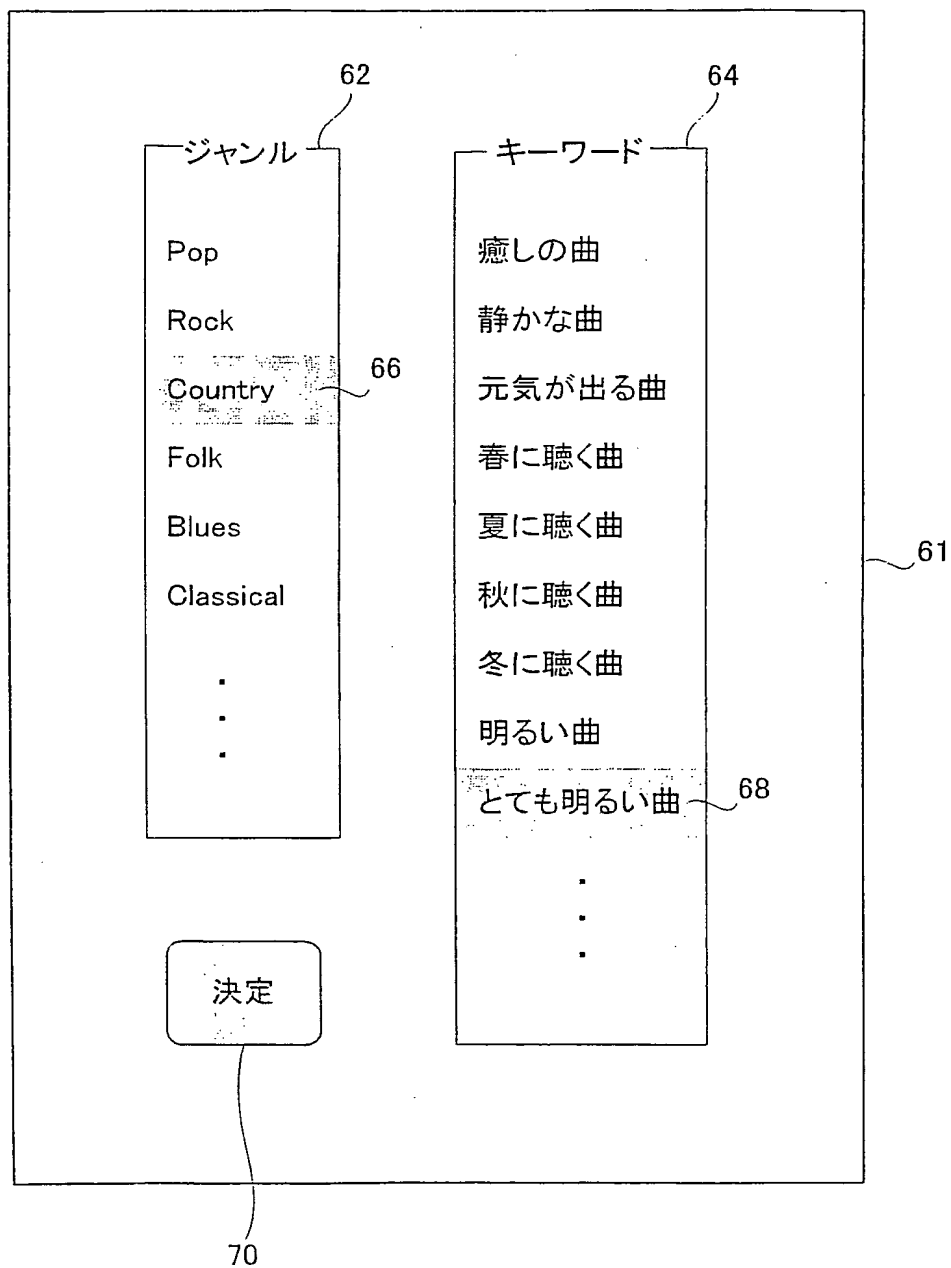 62
ジャンル
Pop
Rock
Country
66
Folk
Blues
Classical
64
キーワード
癒しの曲
静かな曲
元気が出る曲
春に聴く曲
夏に聴く曲
秋に聴く曲
冬に聴く曲
明るい曲
とても明るい曲
68
61
決定
70